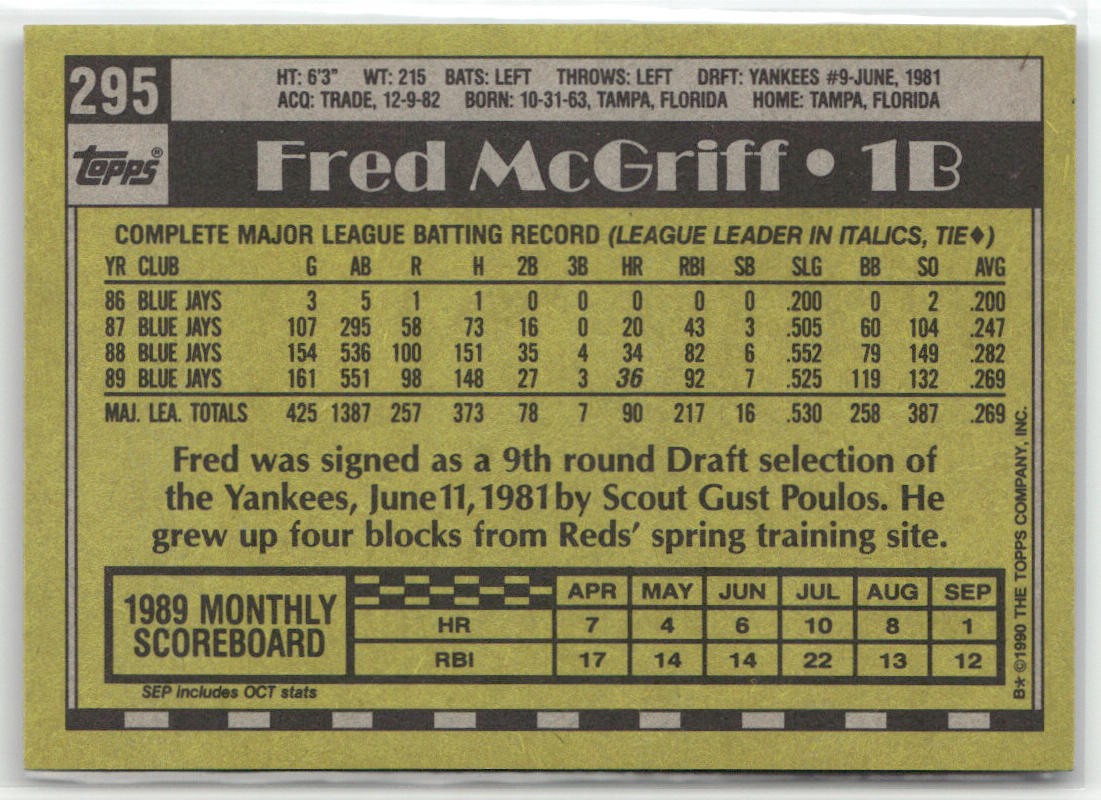 295
HT: 6'3" WT: 215 BATS: LEFT THROWS: LEFT DRFT: YANKEES #9-JUNE, 1981
ACQ: TRADE, 12-9-82 BORN: 10-31-63, TAMPA, FLORIDA HOME: TAMPA, FLORIDA
Topps®
Fred McGriff • 1B
COMPLETE MAJOR LEAGUE BATTING RECORD (LEAGUE LEADER IN ITALICS, TIE♦)
YR CLUB G AB R H 2B 3B HR RBI SB SLG BB SO AVG
86 BLUE JAYS 3 5 1 1 0 0 0 0 0 .200 0 2 .200
87 BLUE JAYS 107 295 58 73 16 0 20 43 3 .505 60 104 .247
88 BLUE JAYS 154 536 100 151 35 4 34 82 6 .552 79 149 .282
89 BLUE JAYS 161 551 98 148 27 3 36 92 7 .525 119 132 .269
MAJ. LEA. TOTALS 425 1387 257 373 78 7 90 217 16 .530 258 387 .269
Fred was signed as a 9th round Draft selection of
the Yankees, June 11, 1981 by Scout Gust Poulos. He
grew up four blocks from Reds' spring training site.
1989 MONTHLY
SCOREBOARD
APR MAY JUN JUL AUG SEP
HR 7 4 6 10 8 1
RBI 17 14 14 22 13 12
SEP includes OCT stats
B* ©1990 THE TOPPS COMPANY, INC.